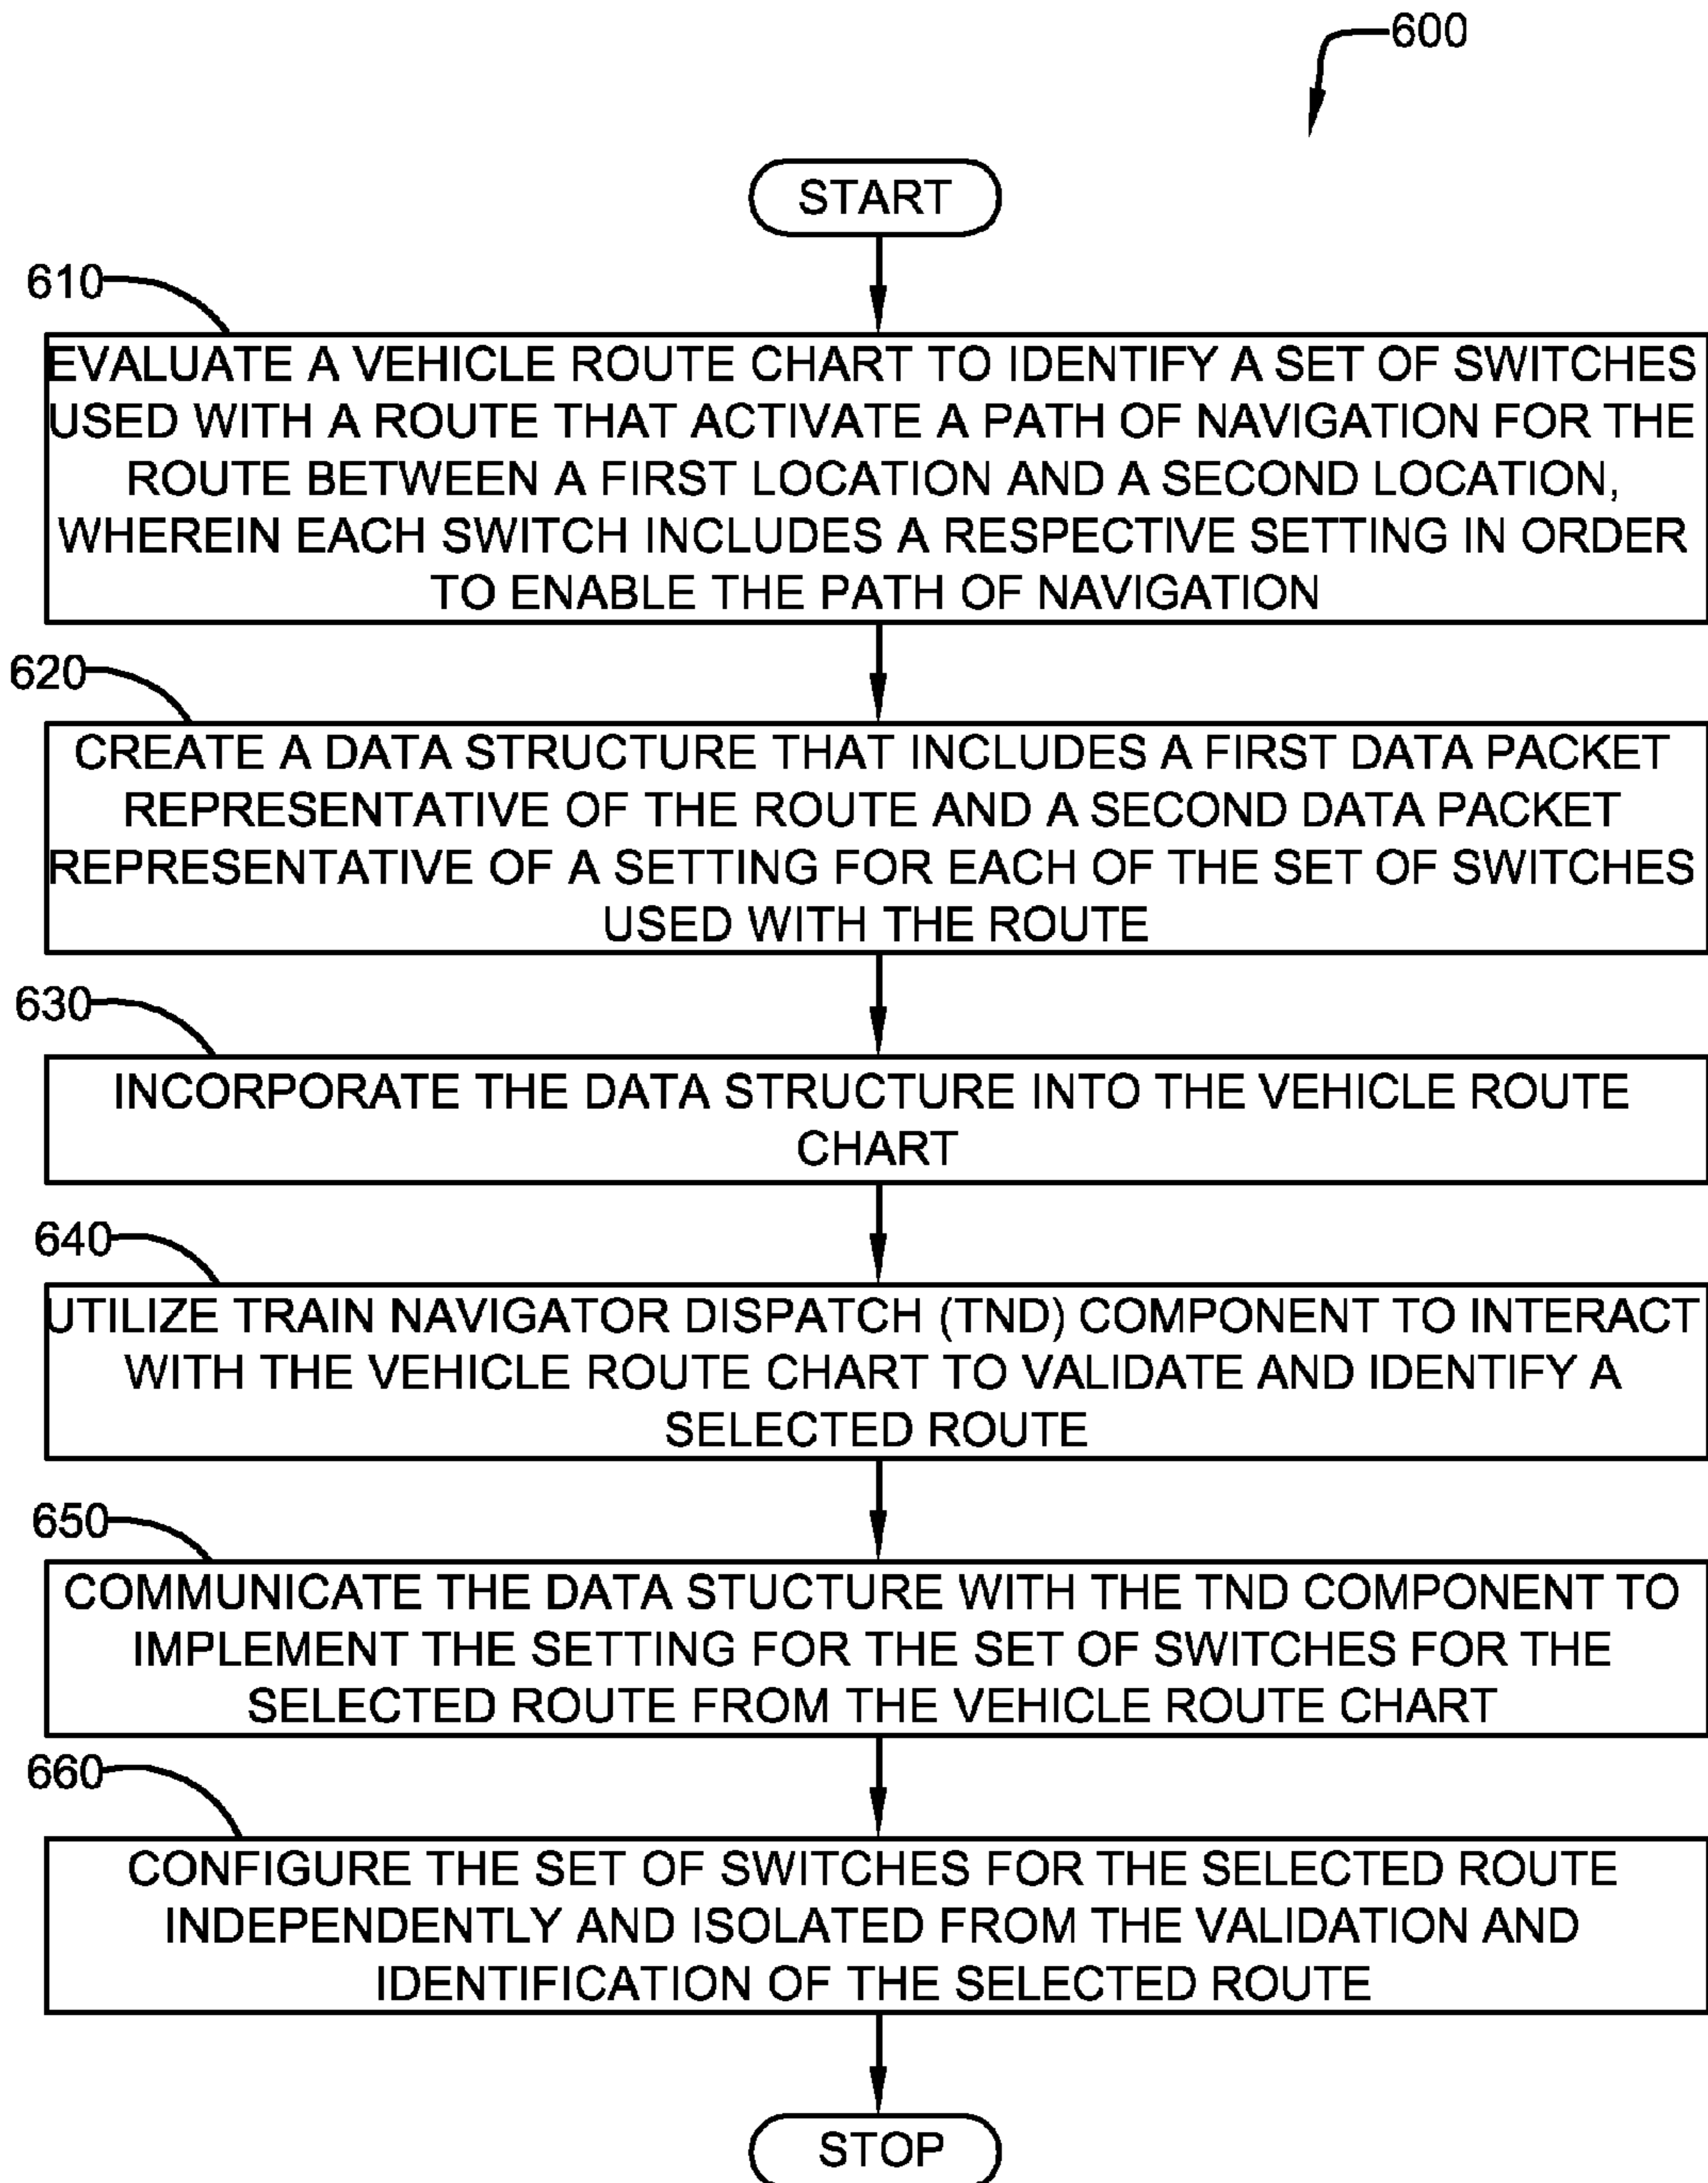 600
START
610
EVALUATE A VEHICLE ROUTE CHART TO IDENTIFY A SET OF SWITCHES
USED WITH A ROUTE THAT ACTIVATE A PATH OF NAVIGATION FOR THE
ROUTE BETWEEN A FIRST LOCATION AND A SECOND LOCATION,
WHEREIN EACH SWITCH INCLUDES A RESPECTIVE SETTING IN ORDER
TO ENABLE THE PATH OF NAVIGATION
620
CREATE A DATA STRUCTURE THAT INCLUDES A FIRST DATA PACKET
REPRESENTATIVE OF THE ROUTE AND A SECOND DATA PACKET
REPRESENTATIVE OF A SETTING FOR EACH OF THE SET OF SWITCHES
USED WITH THE ROUTE
630
INCORPORATE THE DATA STRUCTURE INTO THE VEHICLE ROUTE
CHART
640
UTILIZE TRAIN NAVIGATOR DISPATCH (TND) COMPONENT TO INTERACT
WITH THE VEHICLE ROUTE CHART TO VALIDATE AND IDENTIFY A
SELECTED ROUTE
650
COMMUNICATE THE DATA STUCTURE WITH THE TND COMPONENT TO
IMPLEMENT THE SETTING FOR THE SET OF SWITCHES FOR THE
SELECTED ROUTE FROM THE VEHICLE ROUTE CHART
660
CONFIGURE THE SET OF SWITCHES FOR THE SELECTED ROUTE
INDEPENDENTLY AND ISOLATED FROM THE VALIDATION AND
IDENTIFICATION OF THE SELECTED ROUTE
STOP